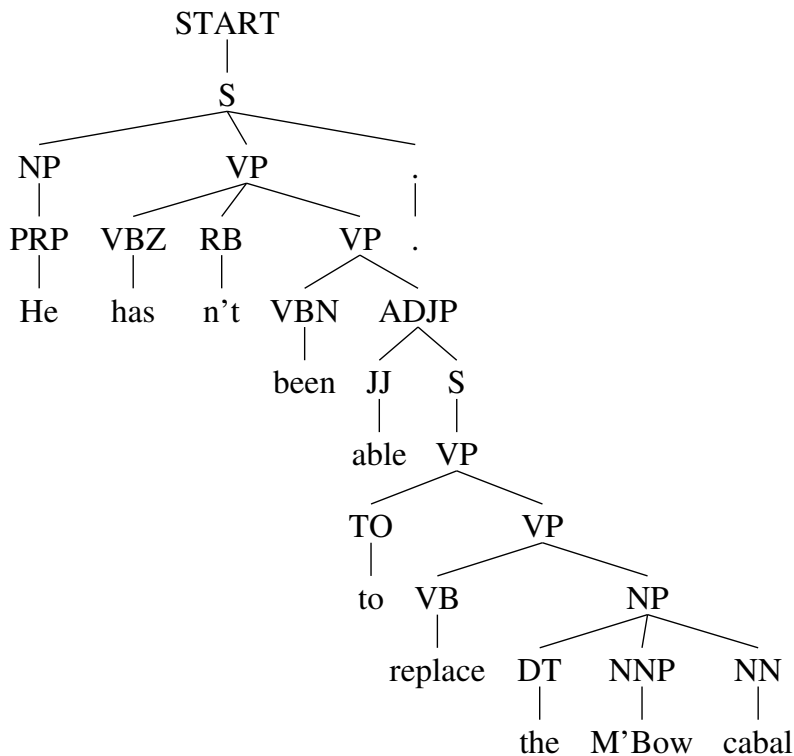 START
S
NP VP .
PRP VBZ RB VP .
He has n't VBN ADJP
been JJ S
able VP
TO VP
to VB NP
replace DT NNP NN
the M'Bow cabal